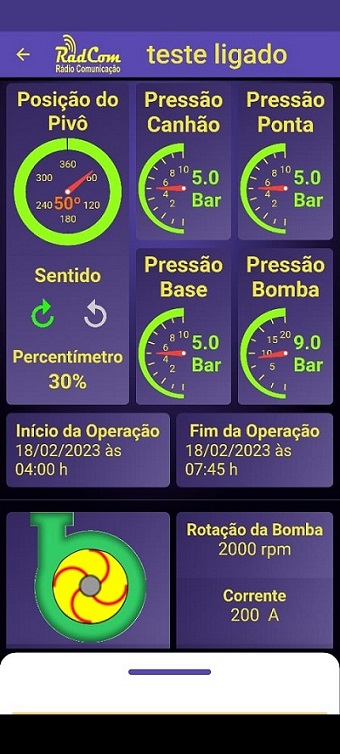 RadCom
Rádio Comunicação
teste ligado
Posição do
Pivô
360
300
60
50º
240
120
180
Sentido
Percentímetro
30%
Pressão
Canhão
10
8
6
4
2
5.0
Bar
Pressão
Ponta
10
8
6
4
2
5.0
Bar
Pressão
Base
10
8
6
4
2
5.0
Bar
Pressão
Bomba
20
15
10
5
9.0
Bar
Início da Operação
18/02/2023 às
04:00 h
Fim da Operação
18/02/2023 às
07:45 h
Rotação da Bomba
2000 rpm
Corrente
200 A